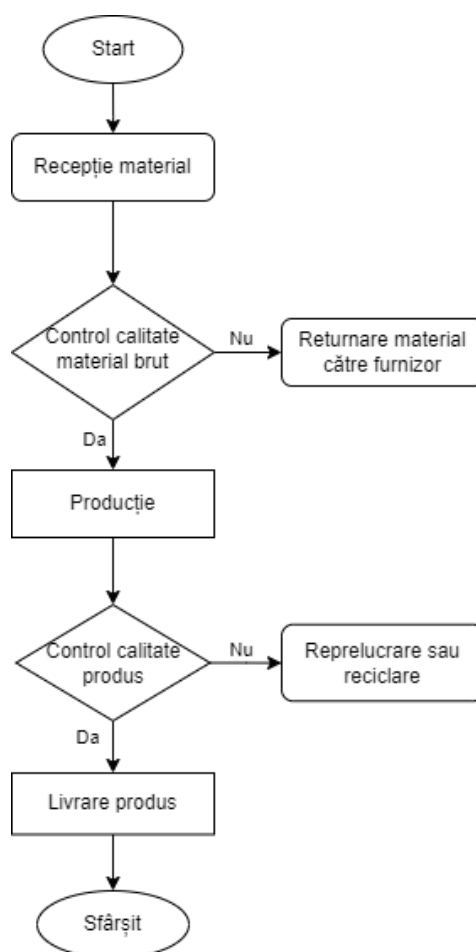 Start
Recepție material
Control calitate
material brut
Nu
Returnare material
către furnizor
Da
Producție
Control calitate
produs
Nu
Reprelucrare sau
reciclare
Da
Livrare produs
Sfârșit